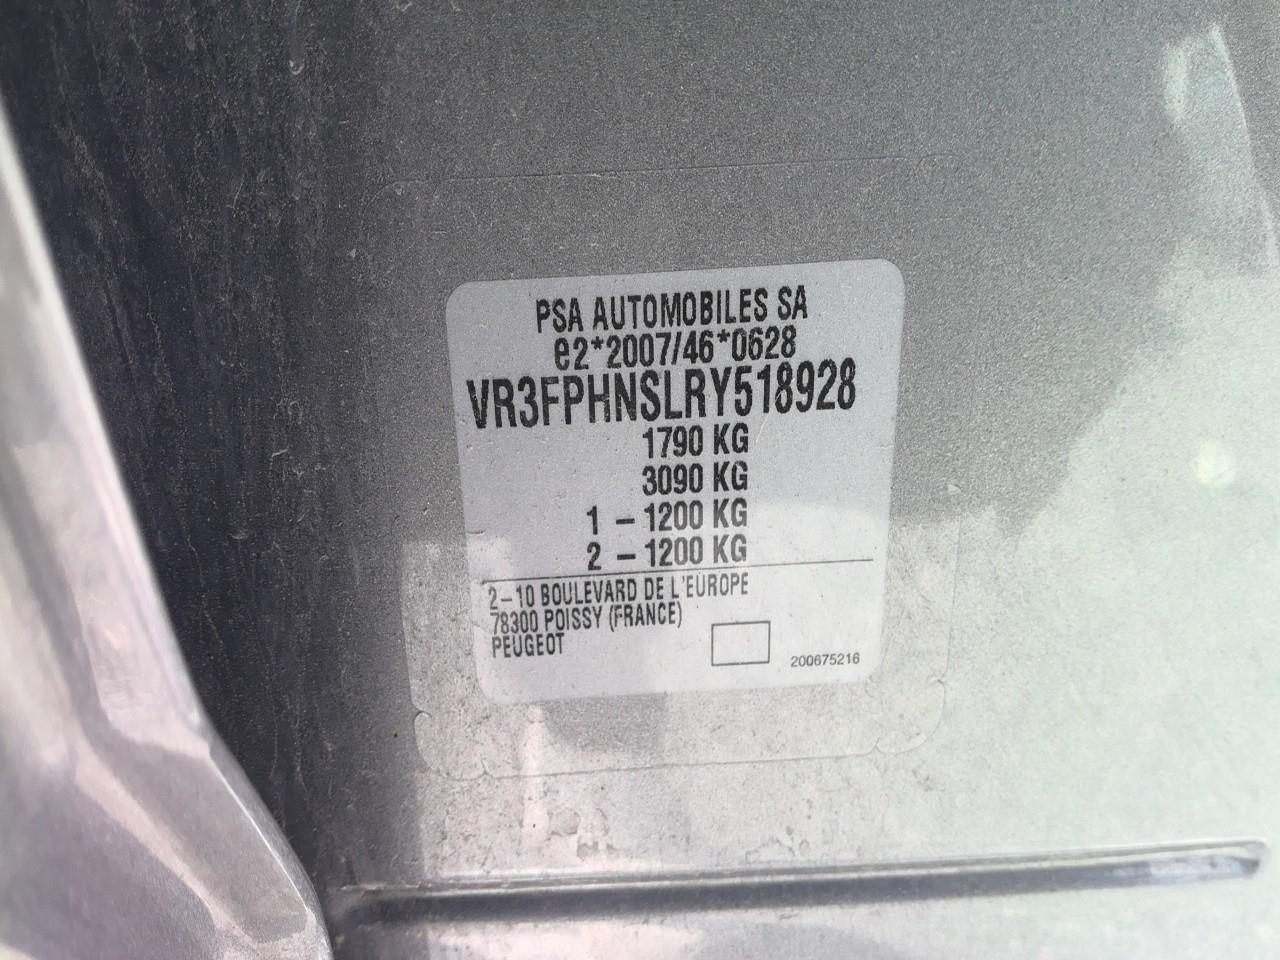 PSA AUTOMOBILES SA
e2*2007/46*0628
VR3FPHNSLRY518928
1790 KG
3090 KG
1 – 1200 KG
2 – 1200 KG
2–10 BOULEVARD DE L'EUROPE
78300 POISSY (FRANCE)
PEUGEOT
200675216